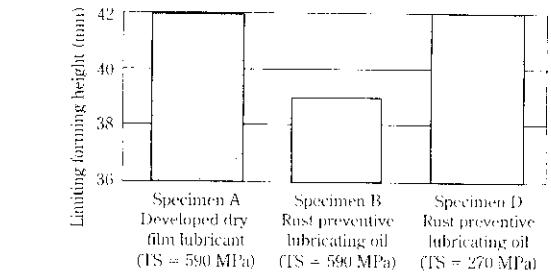 Limiting forming height (mm)
42
40
38
36
Specimen A
Developed dry
film lubricant
(TS = 590 MPa)
Specimen B
Rust preventive
lubricating oil
(TS = 590 MPa)
Specimen D
Rust preventive
lubricating oil
(TS = 270 MPa)